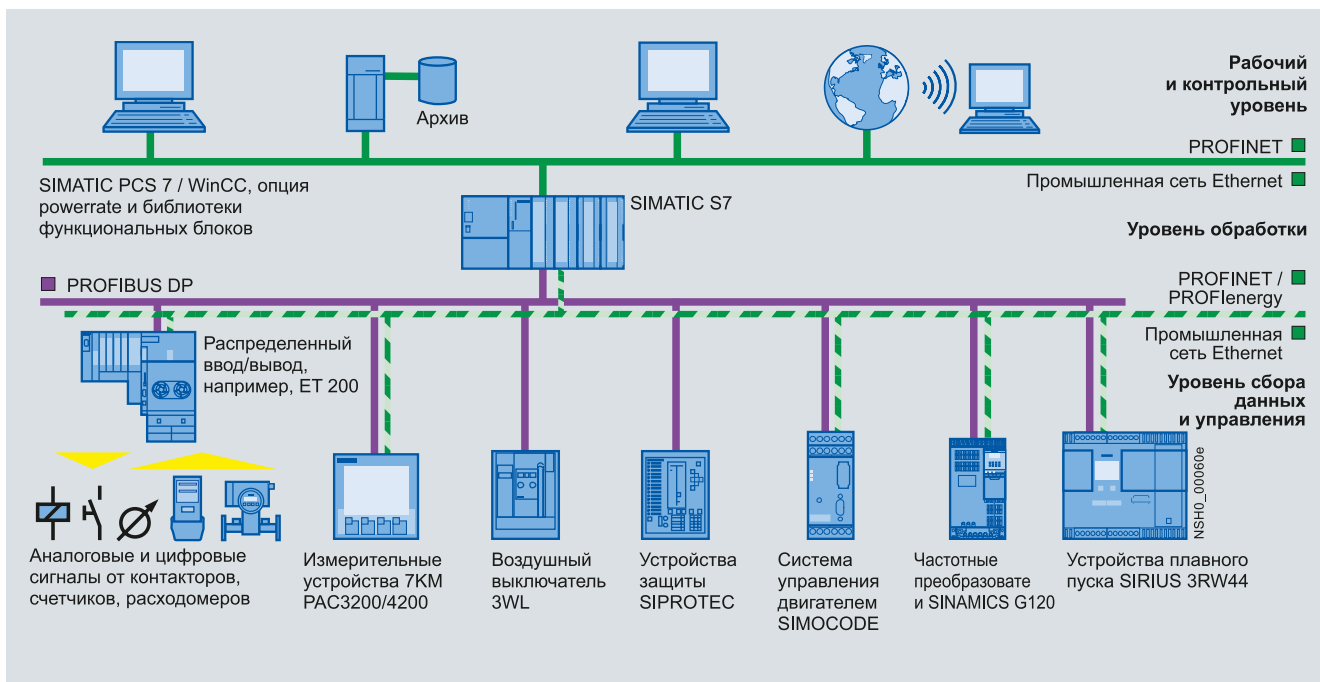 Архив
Рабочий
и контрольный
уровень
PROFINET
SIMATIC PCS 7 / WinCC, опция
powerrate и библиотеки
функциональных блоков
SIMATIC S7
Промышленная сеть Ethernet
Уровень обработки
PROFIBUS DP
PROFINET /
PROFIenergy
Распределенный
ввод/вывод,
например, ET 200
Промышленная
сеть Ethernet
Уровень сбора
данных
и управления
NSH0_00060e
Аналоговые и цифровые
сигналы от контакторов,
счетчиков, расходомеров
Измерительные
устройства 7KM
PAC3200/4200
Воздушный
выключатель
3WL
Устройства
защиты
SIPROTEC
Система
управления
двигателем
SIMOCODE
Частотные
преобразовате
и SINAMICS G120
Устройства плавного
пуска SIRIUS 3RW44